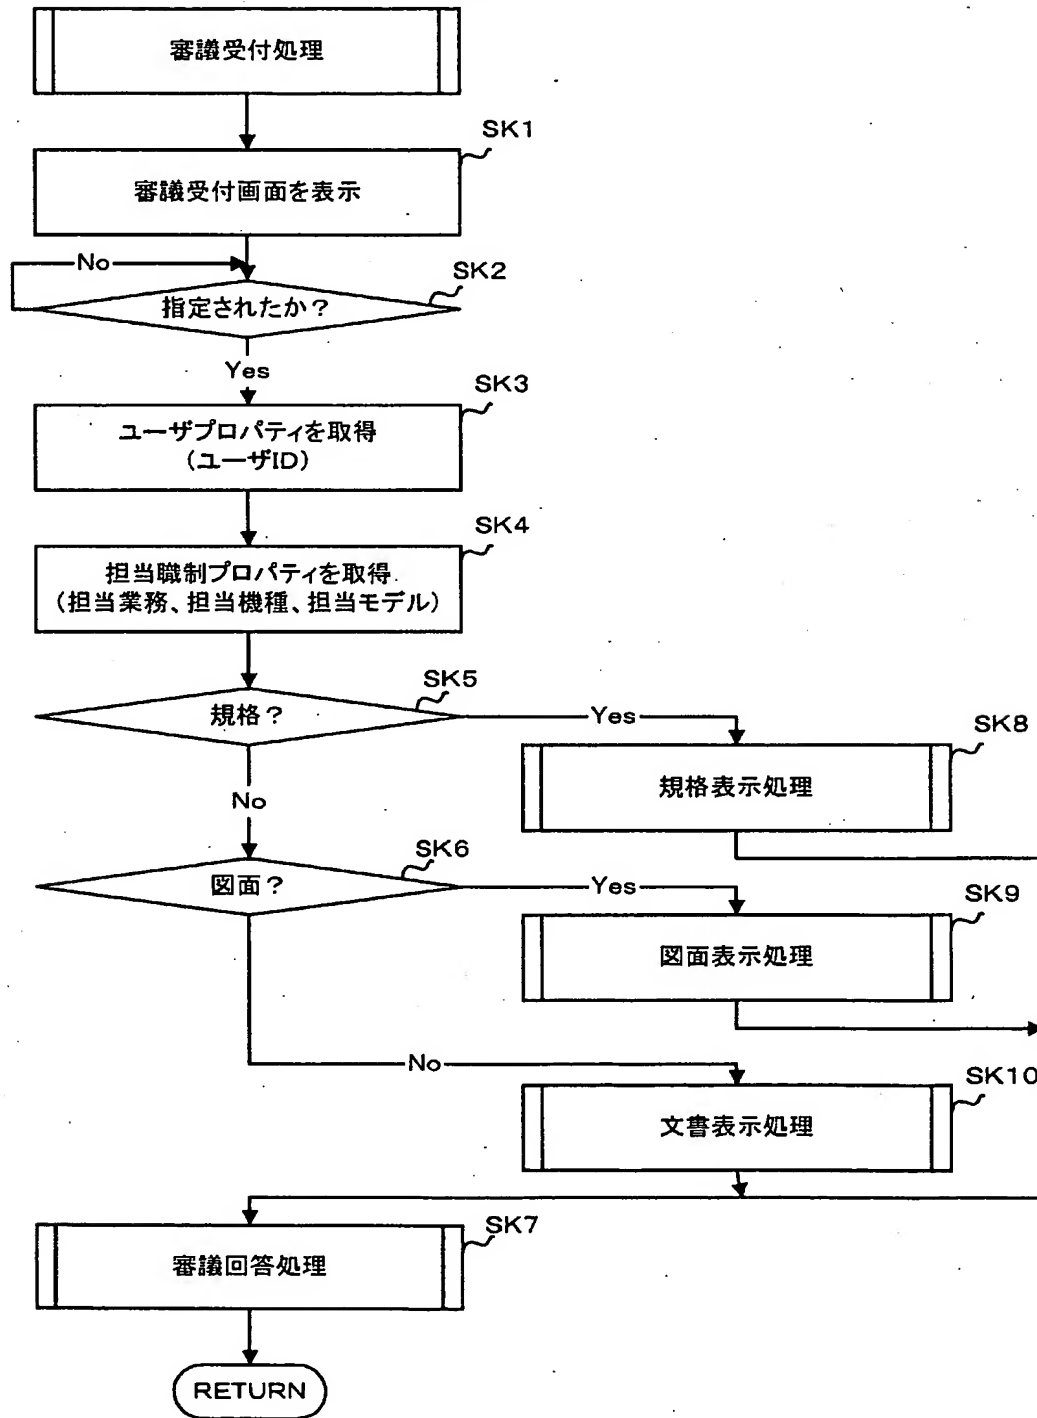 審議受付処理
SK1
審議受付画面を表示
No
SK2
指定されたか?
Yes
SK3
ユーザプロパティを取得
(ユーザID)
SK4
担当職制プロパティを取得
(担当業務、担当機種、担当モデル)
SK5
規格?
Yes
SK8
規格表示処理
No
SK6
図面?
Yes
SK9
図面表示処理
No
SK10
文書表示処理
SK7
審議回答処理
RETURN